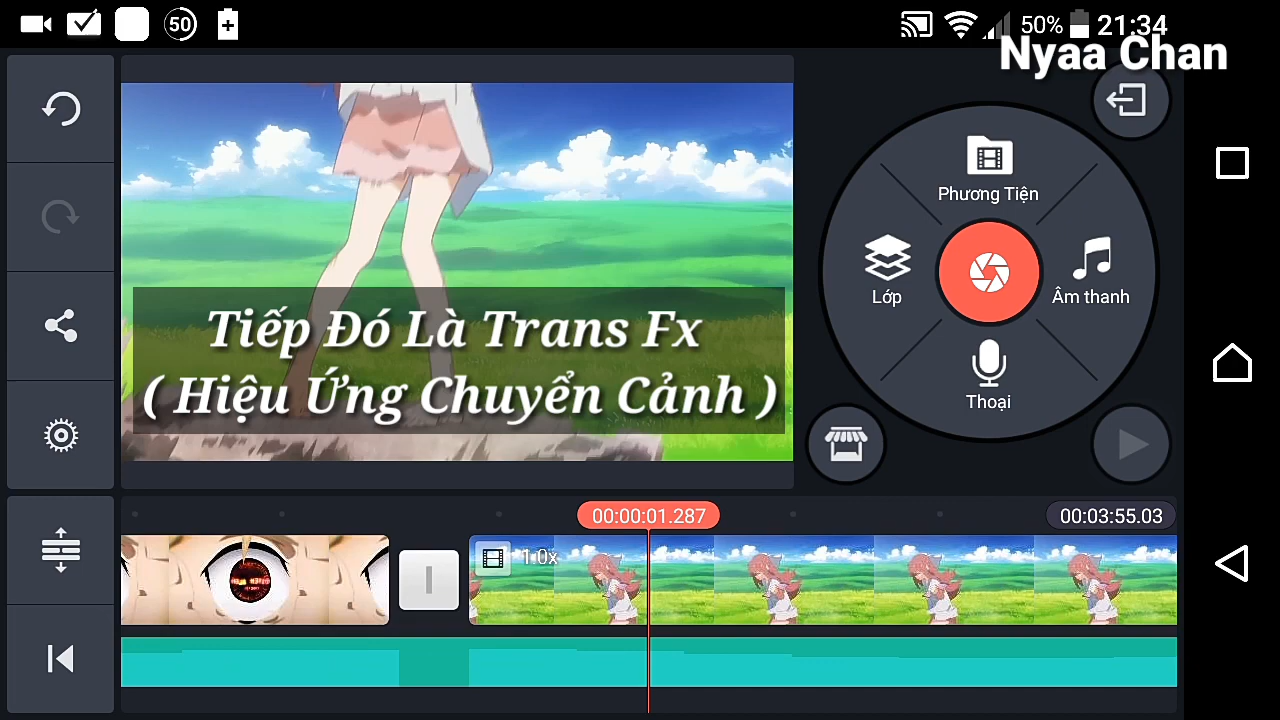 50
50%
21:34
Nyaa Chan
Phương Tiện
Lớp
Âm thanh
Thoại
Tiếp Đó Là Trans Fx
( Hiệu Ứng Chuyển Cảnh )
00:00:01.287
00:03:55.03
1.0x